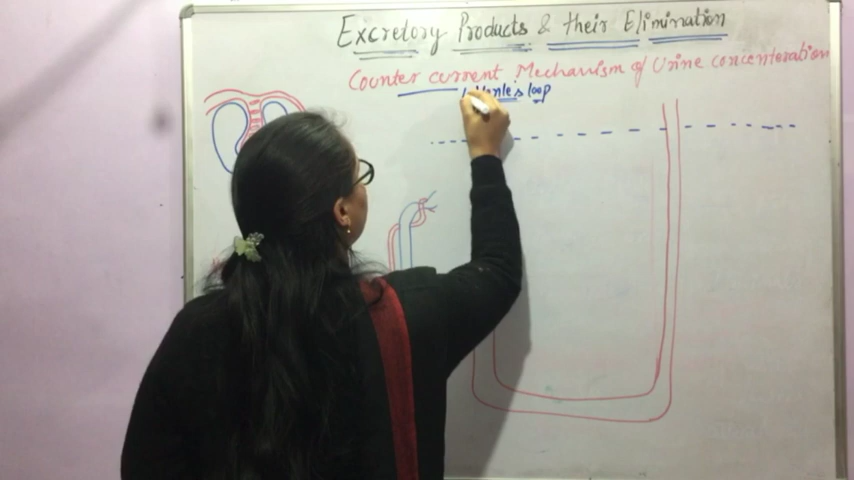 Excretory Products & their Elimination
Counter current Mechanism of Urine concenteration
Henle's loop